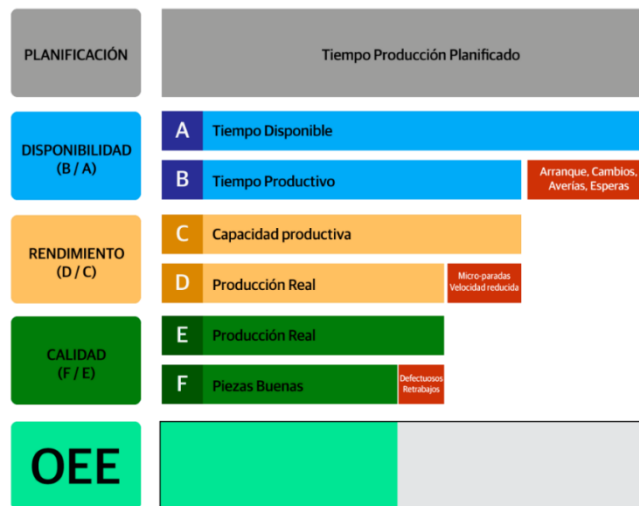 PLANIFICACIÓN
Tiempo Producción Planificado
DISPONIBILIDAD
(B / A)
A
Tiempo Disponible
B
Tiempo Productivo
Arranque, Cambios,
Averías, Esperas
RENDIMIENTO
(D / C)
C
Capacidad productiva
D
Producción Real
Micro-paradas
Velocidad reducida
CALIDAD
(F / E)
E
Producción Real
F
Piezas Buenas
Defectuosos
Retrabajos
OEE